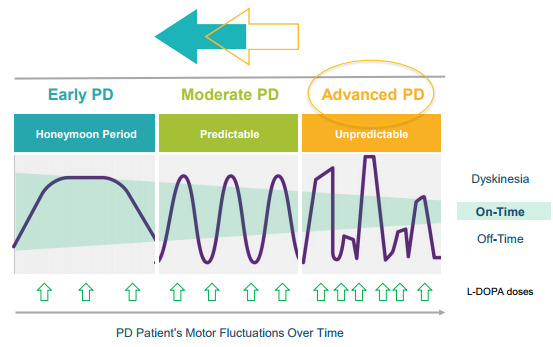 Early PD
Moderate PD
Advanced PD
Honeymoon Period
Predictable
Unpredictable
Dyskinesia
On-Time
Off-Time
L-DOPA doses
PD Patient's Motor Fluctuations Over Time